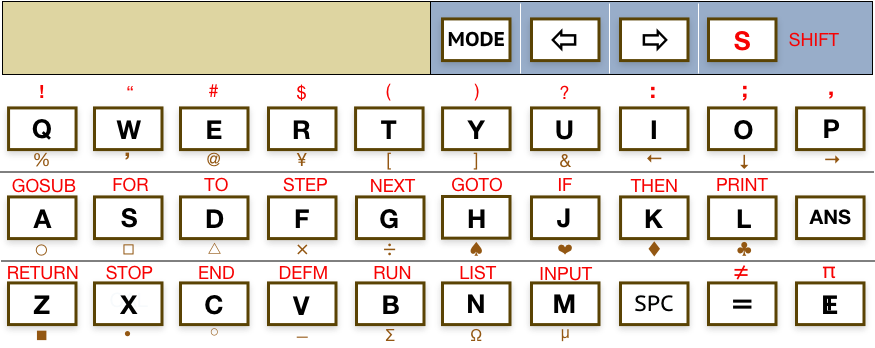 MODE ⇦ ⇨ S SHIFT
! “ # $ ( ) ? : ; ,
Q W E R T Y U I O P
% ’ @ ¥ [ ] & ← ↓ →
GOSUB FOR TO STEP NEXT GOTO IF THEN PRINT
A S D F G H J K L ANS
○ □ △ × ÷ ♠ ♥ ♦ ♣
RETURN STOP END DEFM RUN LIST INPUT ≠ π
Z X C V B N M SPC = E
■ • ○ – Σ Ω μ